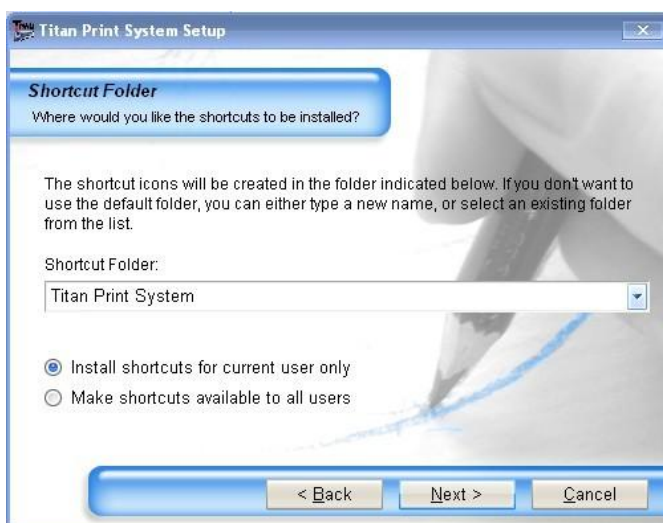 Titan Print System Setup
Shortcut Folder
Where would you like the shortcuts to be installed?
The shortcut icons will be created in the folder indicated below. If you don't want to
use the default folder, you can either type a new name, or select an existing folder
from the list.
Shortcut Folder:
Titan Print System
Install shortcuts for current user only
Make shortcuts available to all users
< Back Next > Cancel